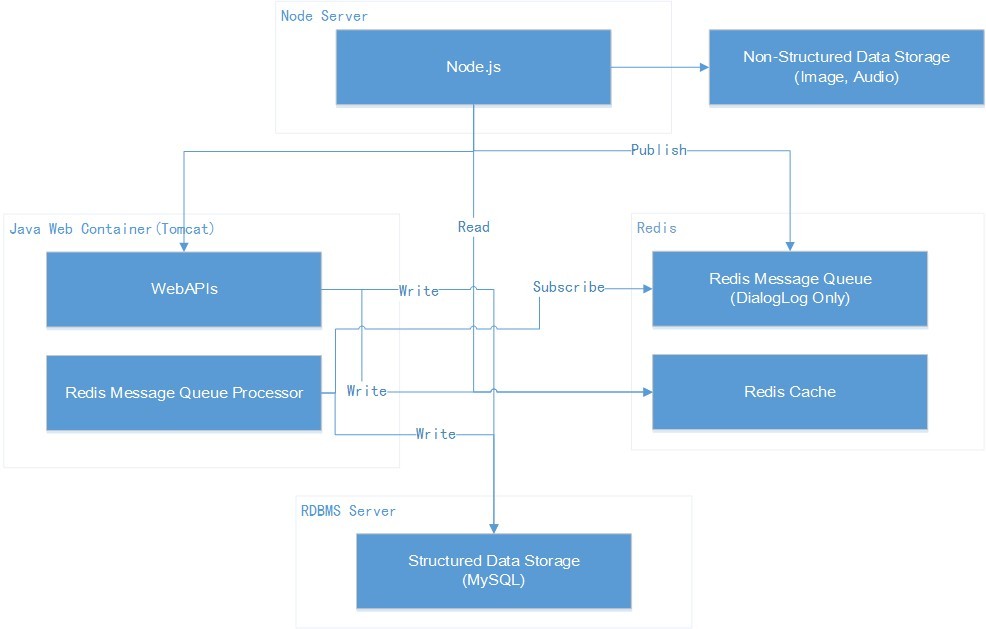 Node Server
Node.js
Non-Structured Data Storage
(Image, Audio)
Publish
Java Web Container(Tomcat)
Read
Redis
WebAPIs
Write
Subscribe
Redis Message Queue
(DialogLog Only)
Redis Message Queue Processor
Write
Redis Cache
Write
RDBMS Server
Structured Data Storage
(MySQL)